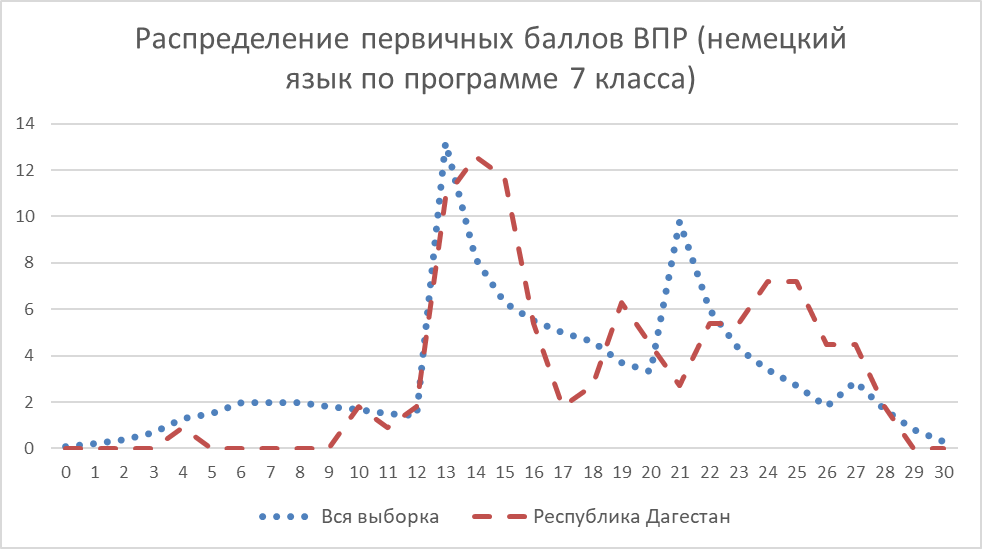 Распределение первичных баллов ВПР (немецкий
язык по программе 7 класса)
14
12
10
8
6
4
2
0
0 1 2 3 4 5 6 7 8 9 10 11 12 13 14 15 16 17 18 19 20 21 22 23 24 25 26 27 28 29 30
Вся выборка Республика Дагестан